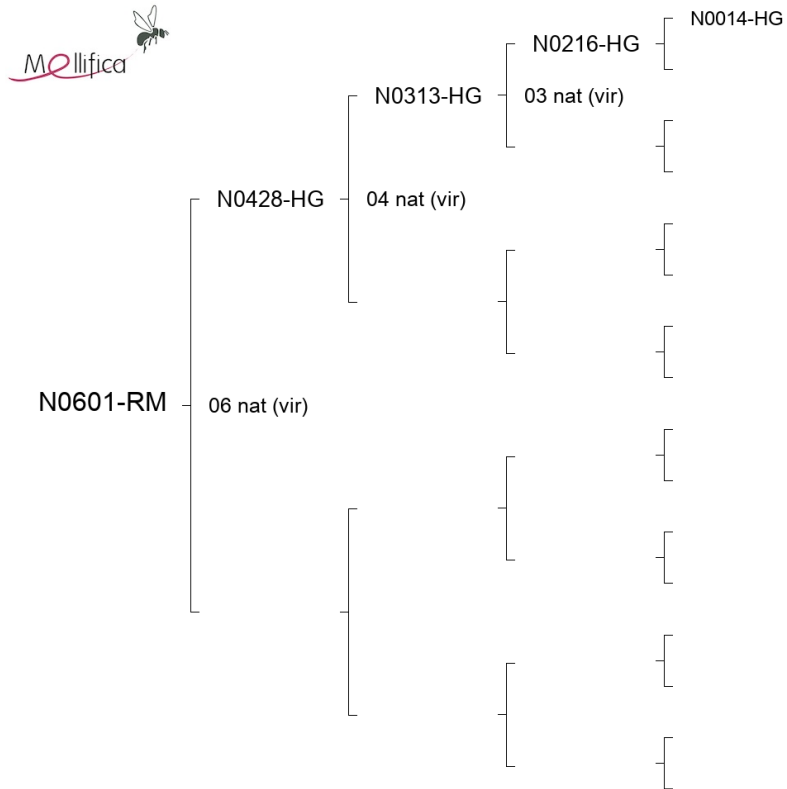 Mellifica
N0014-HG
N0216-HG
N0313-HG
03 nat (vir)
N0428-HG
04 nat (vir)
N0601-RM
06 nat (vir)